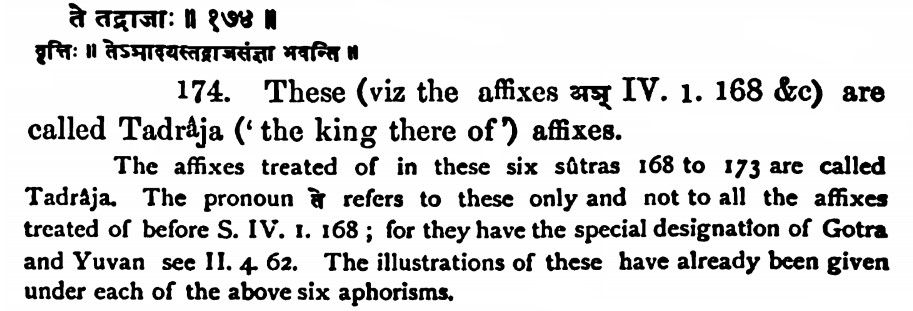 ते तद्राजाः ॥ १७४ ॥
वृत्तिः ॥ तेऽञादयस्तद्राजसंज्ञा भवन्ति ॥
174. These (viz the affixes अञ् IV. 1. 168 &c) are
called Tadrâja (‘the king there of’) affixes.
The affixes treated of in these six sûtras 168 to 173 are called
Tadrâja. The pronoun ते refers to these only and not to all the affixes
treated of before S. IV. 1. 168 ; for they have the special designation of Gotra
and Yuvan see II. 4 62. The illustrations of these have already been given
under each of the above six aphorisms.